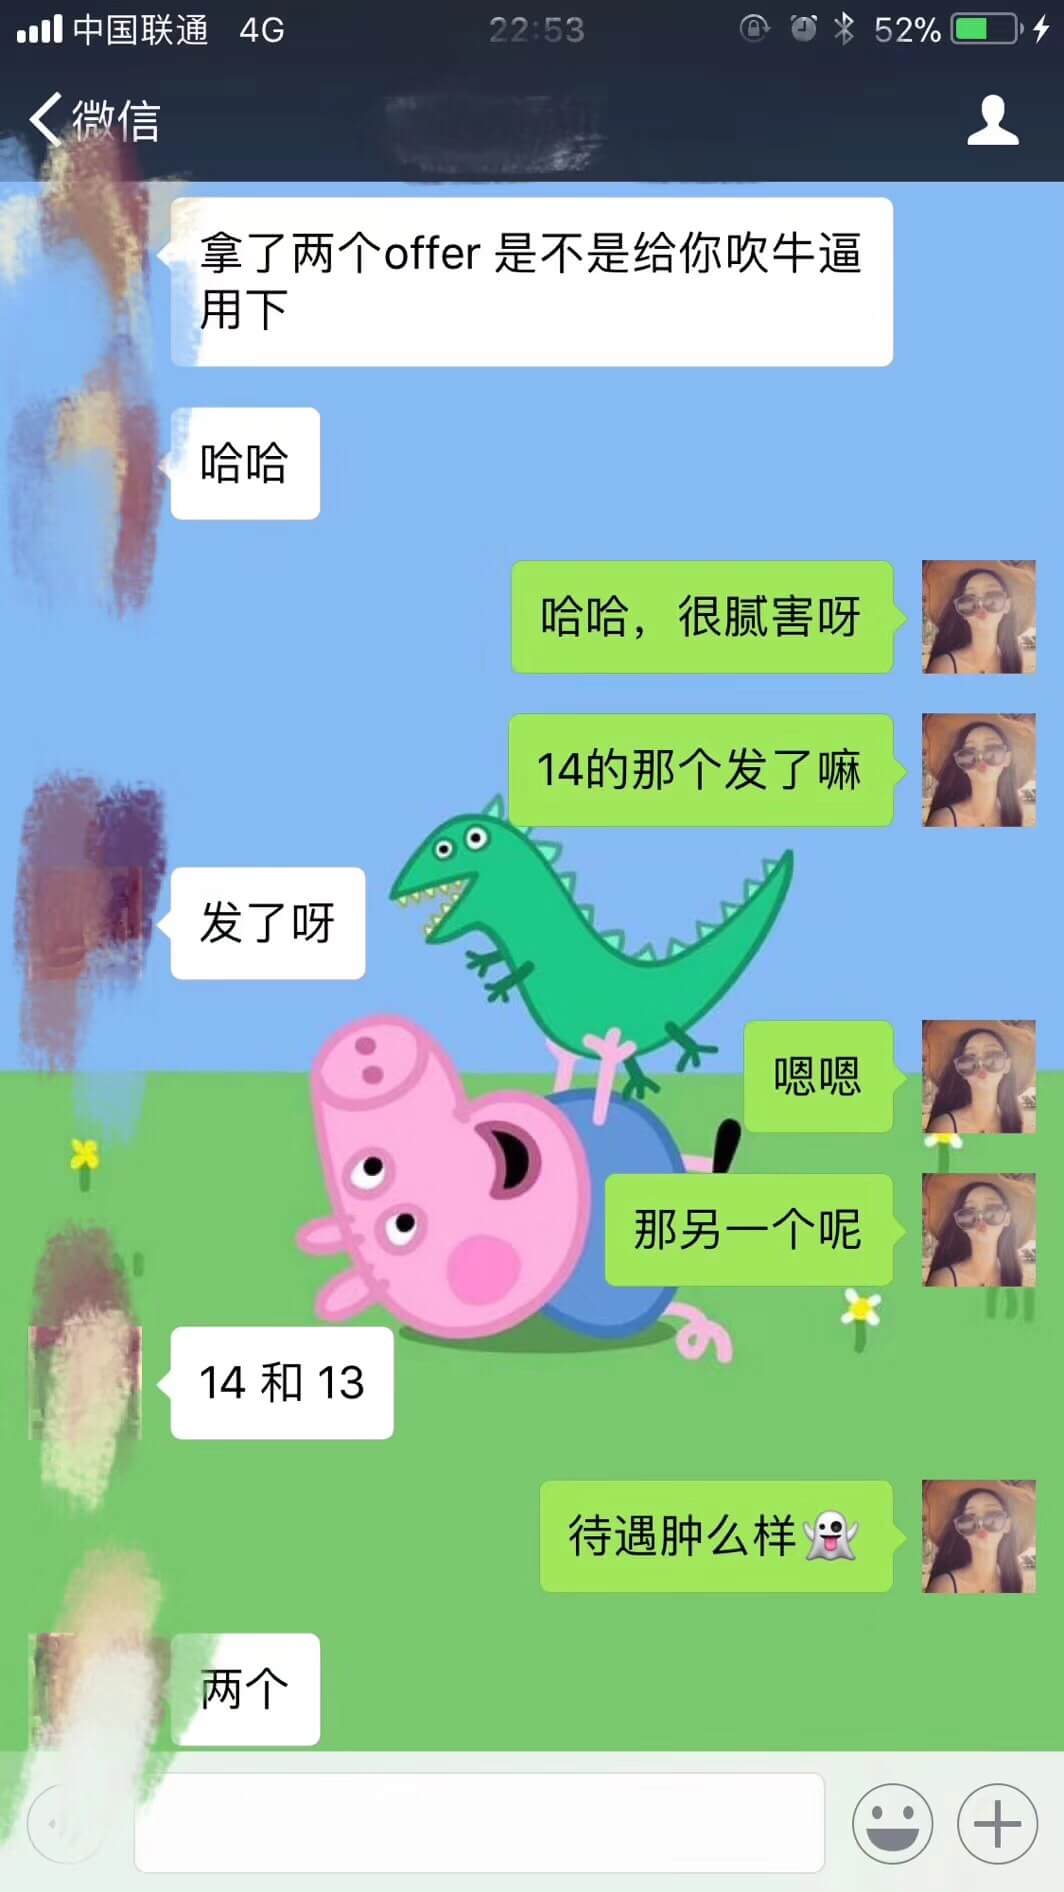 中国联通 4G 22:53 52%
微信
拿了两个offer 是不是给你吹牛逼
用下
哈哈
哈哈，很腻害呀
14的那个发了嘛
发了呀
嗯嗯
那另一个呢
14 和 13
待遇肿么样👻
两个